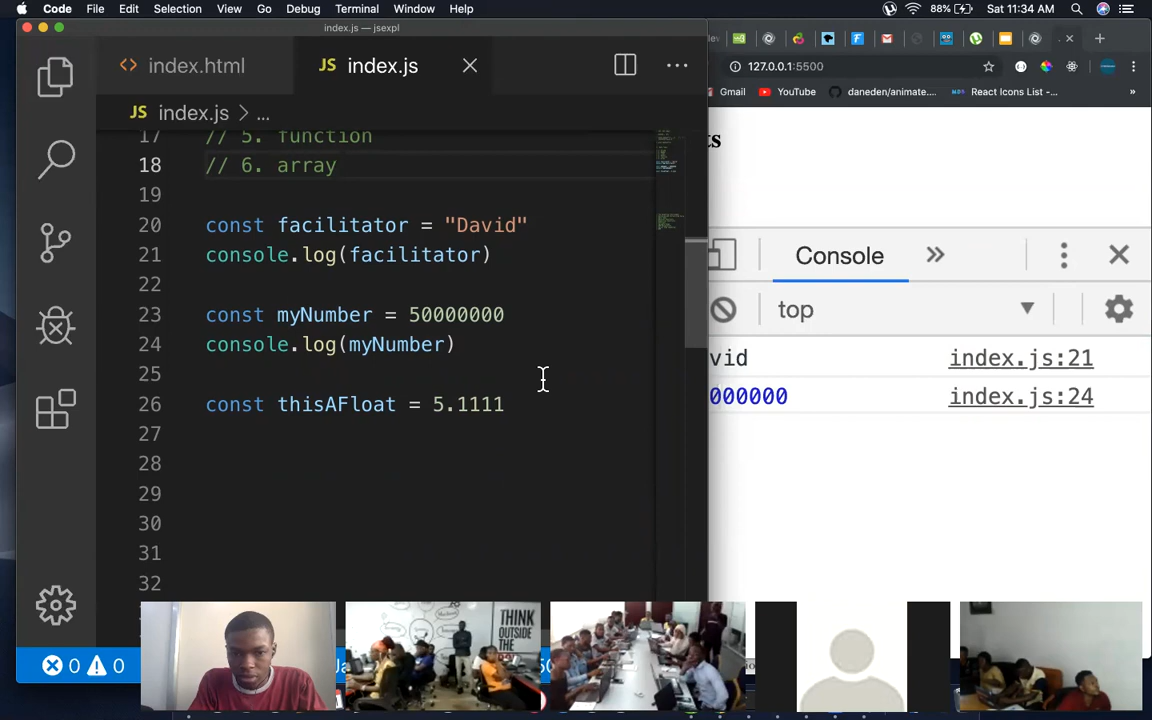 Code File Edit Selection View Go Debug Terminal Window Help
88% Sat 11:34 AM
index.js — jsexpl
index.html
JS index.js
JS index.js > ...
17 // 5. function
18 // 6. array
19
20 const facilitator = "David"
21 console.log(facilitator)
22
23 const myNumber = 50000000
24 console.log(myNumber)
25
26 const thisAFloat = 5.1111
27
28
29
30
31
32
0 0
127.0.0.1:5500
Gmail YouTube daneden/animate.... React Icons List -...
ts
Console
top
vid index.js:21
000000 index.js:24
THINK
OUTSIDE
THE